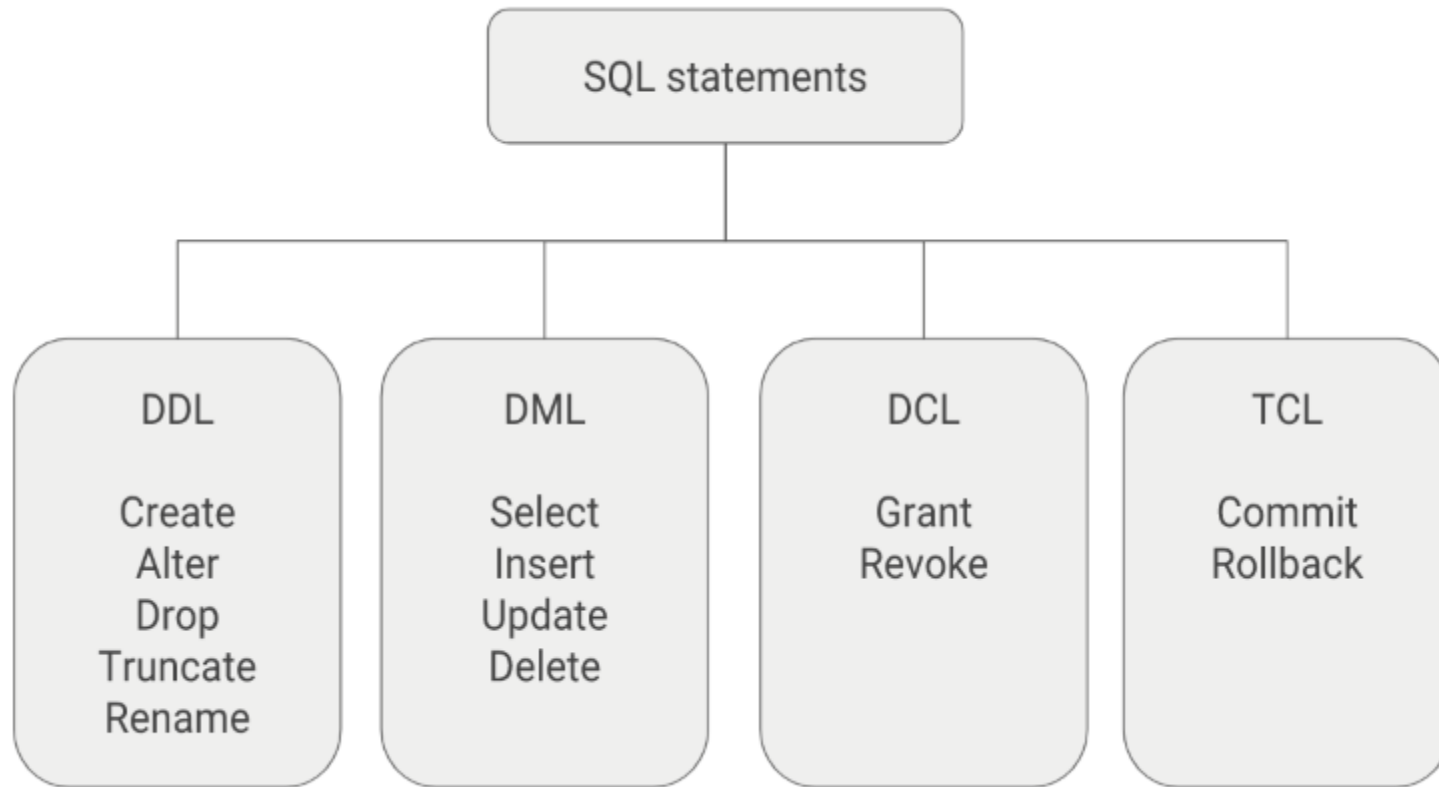 SQL statements
DDL
Create
Alter
Drop
Truncate
Rename
DML
Select
Insert
Update
Delete
DCL
Grant
Revoke
TCL
Commit
Rollback